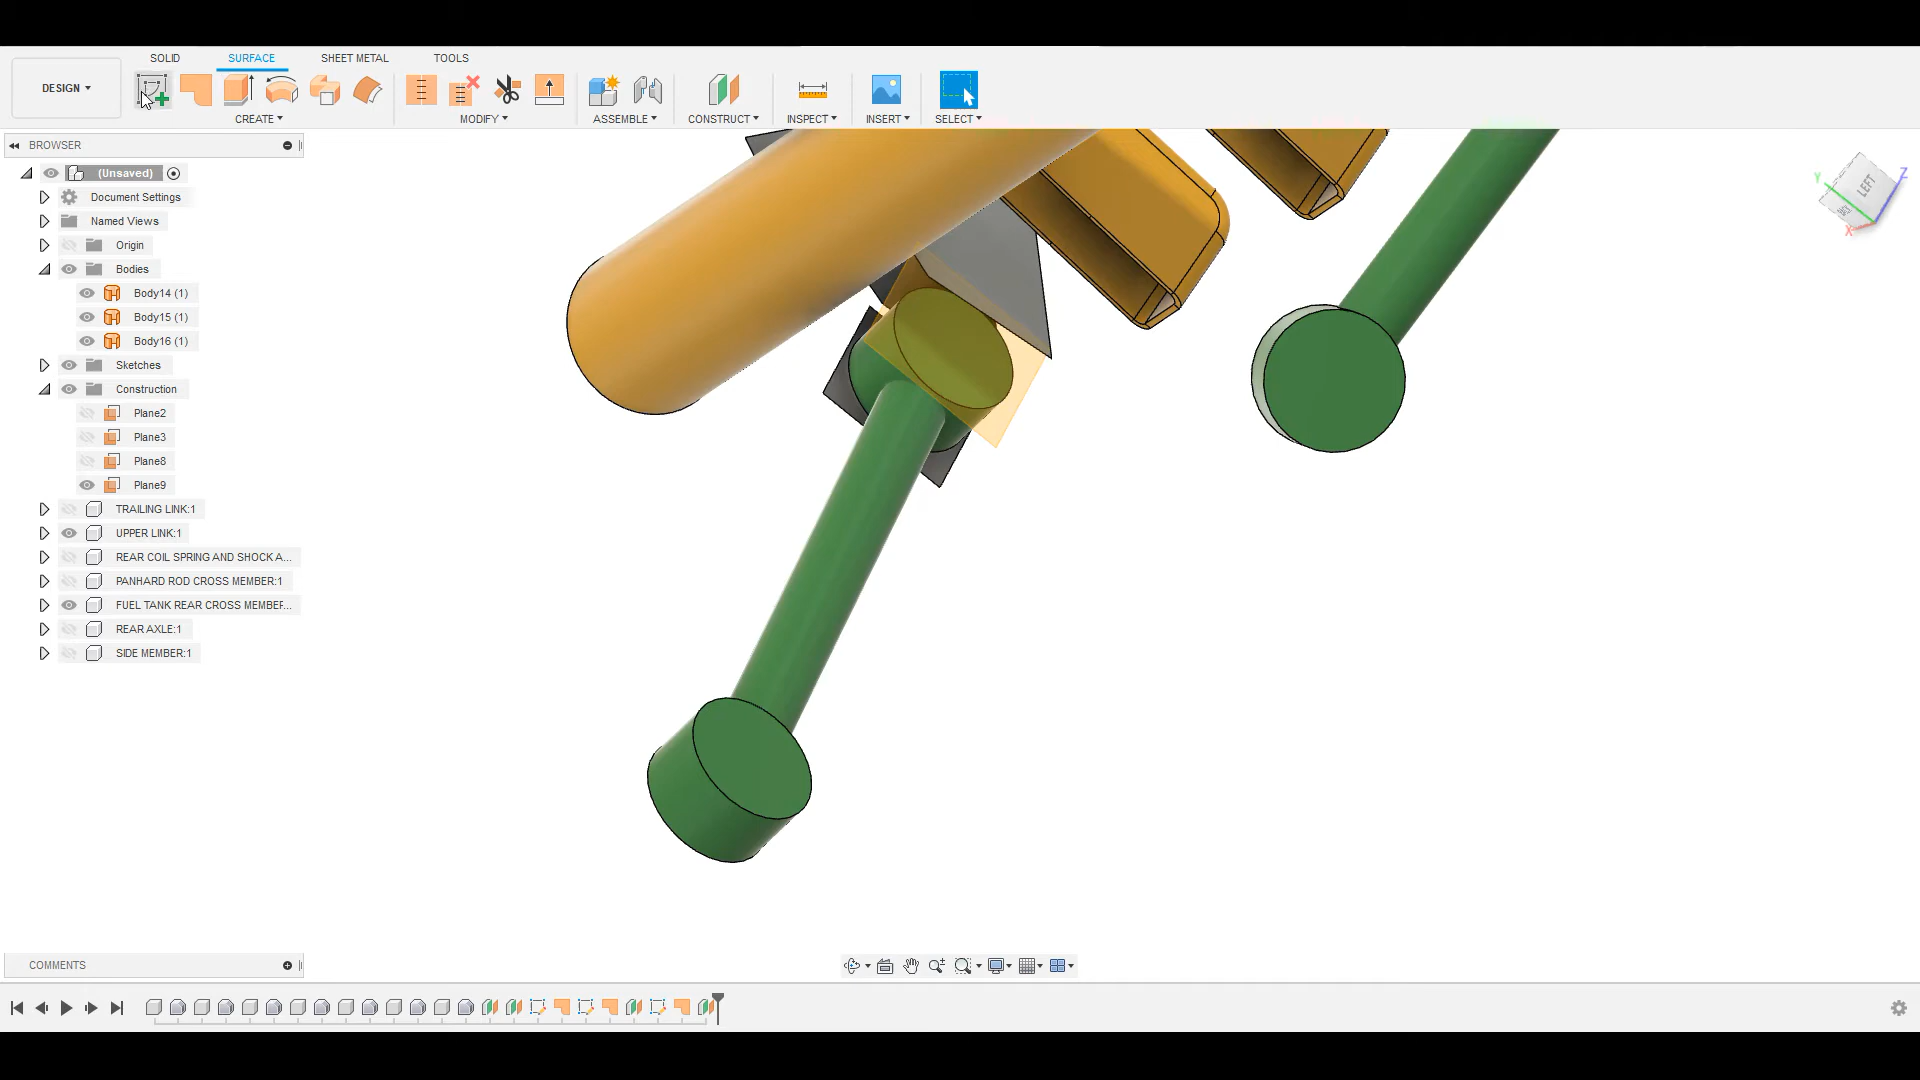 SOLID SURFACE SHEET METAL TOOLS
DESIGN
CREATE MODIFY ASSEMBLE CONSTRUCT INSPECT INSERT SELECT
BROWSER
(Unsaved)
Document Settings
Named Views
Origin
Bodies
Body14 (1)
Body15 (1)
Body16 (1)
Sketches
Construction
Plane2
Plane3
Plane8
Plane9
TRAILING LINK:1
UPPER LINK:1
REAR COIL SPRING AND SHOCK A...
PANHARD ROD CROSS MEMBER:1
FUEL TANK REAR CROSS MEMBER...
REAR AXLE:1
SIDE MEMBER:1
LEFT
Y
Z
X
COMMENTS